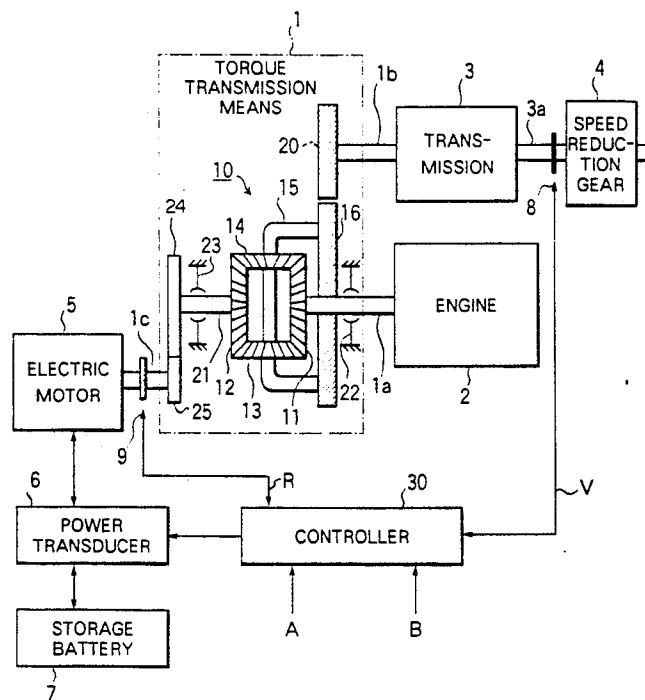 1
TORQUE
TRANSMISSION
MEANS
1b
3
3a
4
20
TRANS-
MISSION
SPEED
REDUC-
TION
GEAR
8
10
15
16
24
14
23
5
1c
ELECTRIC
MOTOR
ENGINE
21
12
13
11
22
1a
2
25
9
6
R
30
V
POWER
TRANSDUCER
CONTROLLER
A
B
STORAGE
BATTERY
7